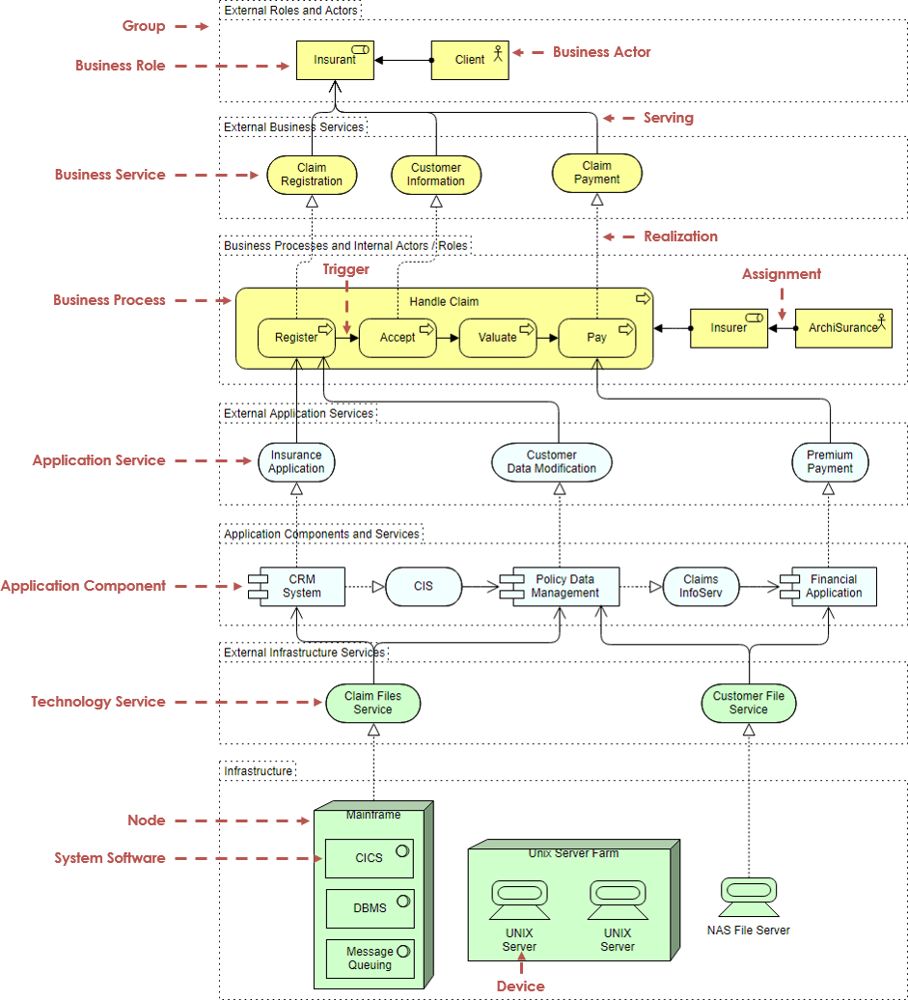 External Roles and Actors
Group
Business Role
Insurant
Client
Business Actor
External Business Services
Serving
Business Service
Claim
Registration
Customer
Information
Claim
Payment
Business Processes and Internal Actors / Roles
Realization
Trigger
Assignment
Business Process
Handle Claim
Register
Accept
Valuate
Pay
Insurer
ArchiSurance
External Application Services
Application Service
Insurance
Application
Customer
Data Modification
Premium
Payment
Application Components and Services
Application Component
CRM
System
CIS
Policy Data
Management
Claims
InfoServ
Financial
Application
External Infrastructure Services
Technology Service
Claim Files
Service
Customer File
Service
Infrastructure
Node
Mainframe
System Software
CICS
DBMS
Message
Queuing
Unix Server Farm
UNIX
Server
UNIX
Server
NAS File Server
Device